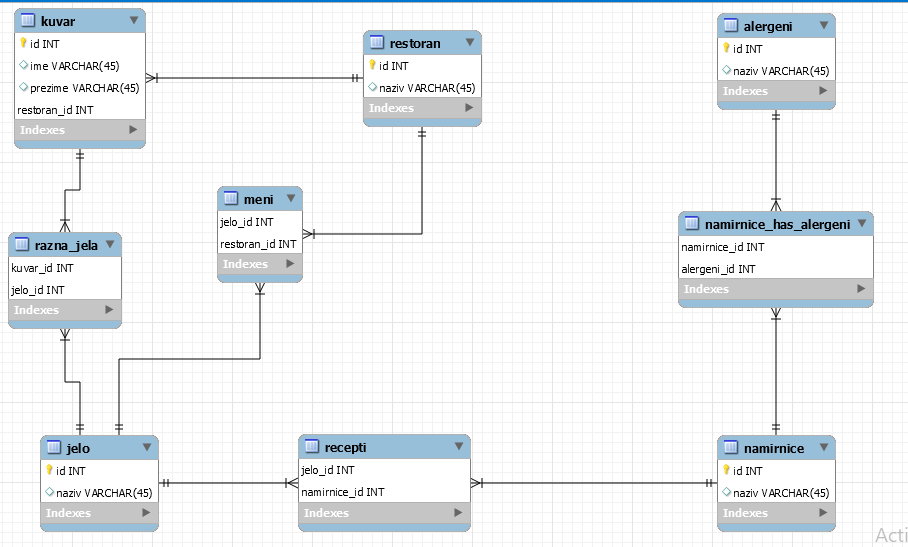 kuvar
id INT
ime VARCHAR(45)
prezime VARCHAR(45)
restoran_id INT
Indexes
restoran
id INT
naziv VARCHAR(45)
Indexes
alergeni
id INT
naziv VARCHAR(45)
Indexes
meni
jelo_id INT
restoran_id INT
Indexes
razna_jela
kuvar_id INT
jelo_id INT
Indexes
namirnice_has_alergeni
namirnice_id INT
alergeni_id INT
Indexes
jelo
id INT
naziv VARCHAR(45)
Indexes
recepti
jelo_id INT
namirnice_id INT
Indexes
namirnice
id INT
naziv VARCHAR(45)
Indexes
Acti